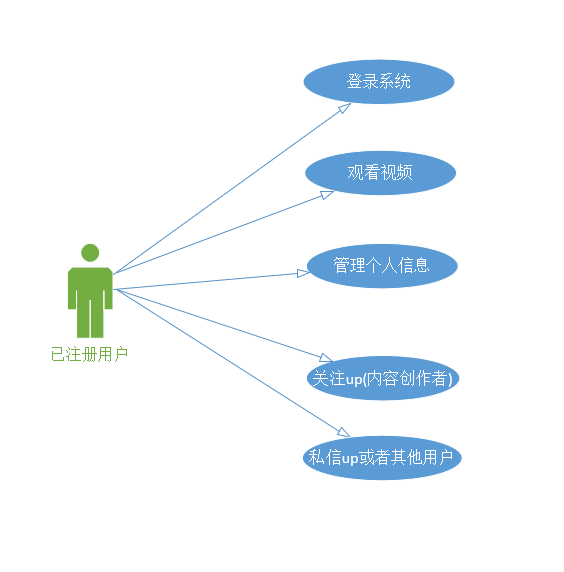 登录系统
观看视频
管理个人信息
已注册用户
关注up(内容创作者)
私信up或者其他用户